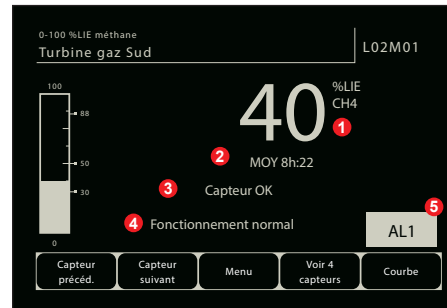 0-100 %LIE méthane
Turbine gaz Sud
L02M01
100
88
50
30
0
40
%LIE
CH4
1
2
MOY 8h:22
3
Capteur OK
4
Fonctionnement normal
5
AL1
Capteur
précéd.
Capteur
suivant
Menu
Voir 4
capteurs
Courbe